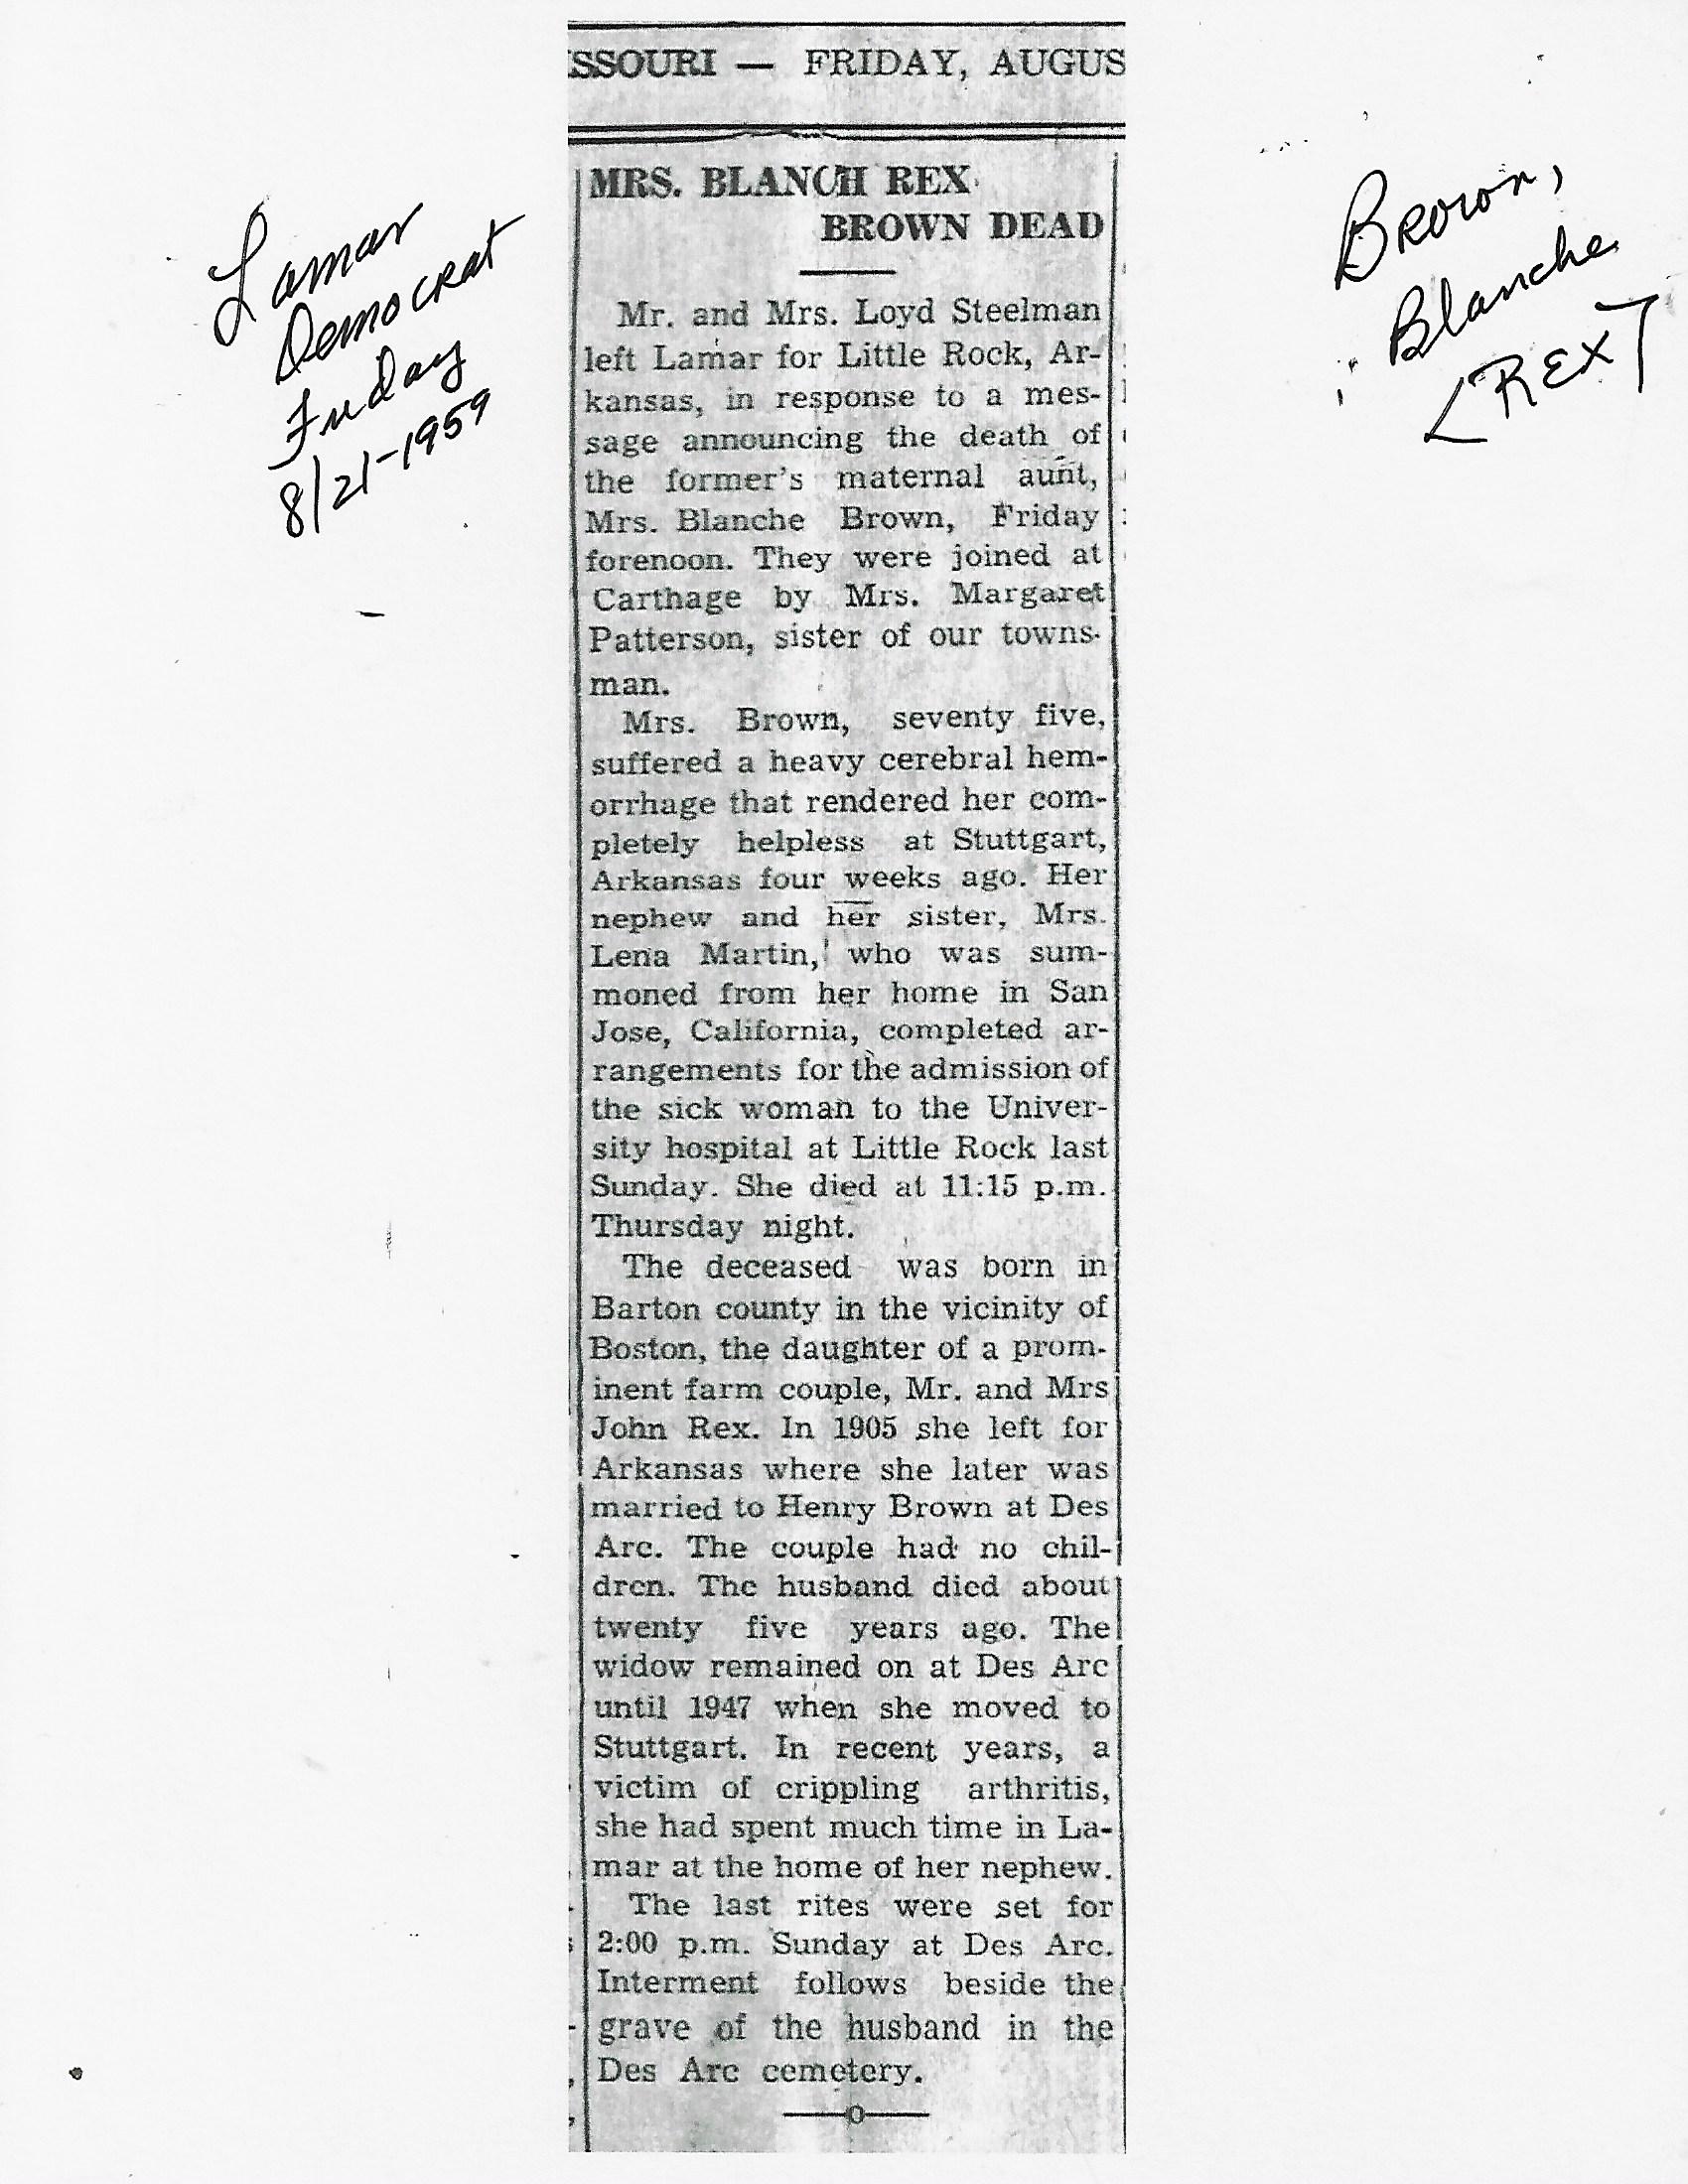 SSOURI — FRIDAY, AUGUS
Lamar
Democrat
Friday
8/21-1959
Brown,
Blanche
<REX>
MRS. BLANCH REX
BROWN DEAD
Mr. and Mrs. Loyd Steelman
left Lamar for Little Rock, Ar-
kansas, in response to a mes-
sage announcing the death of
the former's maternal aunt,
Mrs. Blanche Brown, Friday
forenoon. They were joined at
Carthage by Mrs. Margaret
Patterson, sister of our towns-
man.
Mrs. Brown, seventy five,
suffered a heavy cerebral hem-
orrhage that rendered her com-
pletely helpless at Stuttgart,
Arkansas four weeks ago. Her
nephew and her sister, Mrs.
Lena Martin, who was sum-
moned from her home in San
Jose, California, completed ar-
rangements for the admission of
the sick woman to the Univer-
sity hospital at Little Rock last
Sunday. She died at 11:15 p.m.
Thursday night.
The deceased was born in
Barton county in the vicinity of
Boston, the daughter of a prom-
inent farm couple, Mr. and Mrs
John Rex. In 1905 she left for
Arkansas where she later was
married to Henry Brown at Des
Arc. The couple had no chil-
dren. The husband died about
twenty five years ago. The
widow remained on at Des Arc
until 1947 when she moved to
Stuttgart. In recent years, a
victim of crippling arthritis,
she had spent much time in La-
mar at the home of her nephew.
The last rites were set for
2:00 p.m. Sunday at Des Arc.
Interment follows beside the
grave of the husband in the
Des Arc cemetery.
—o—